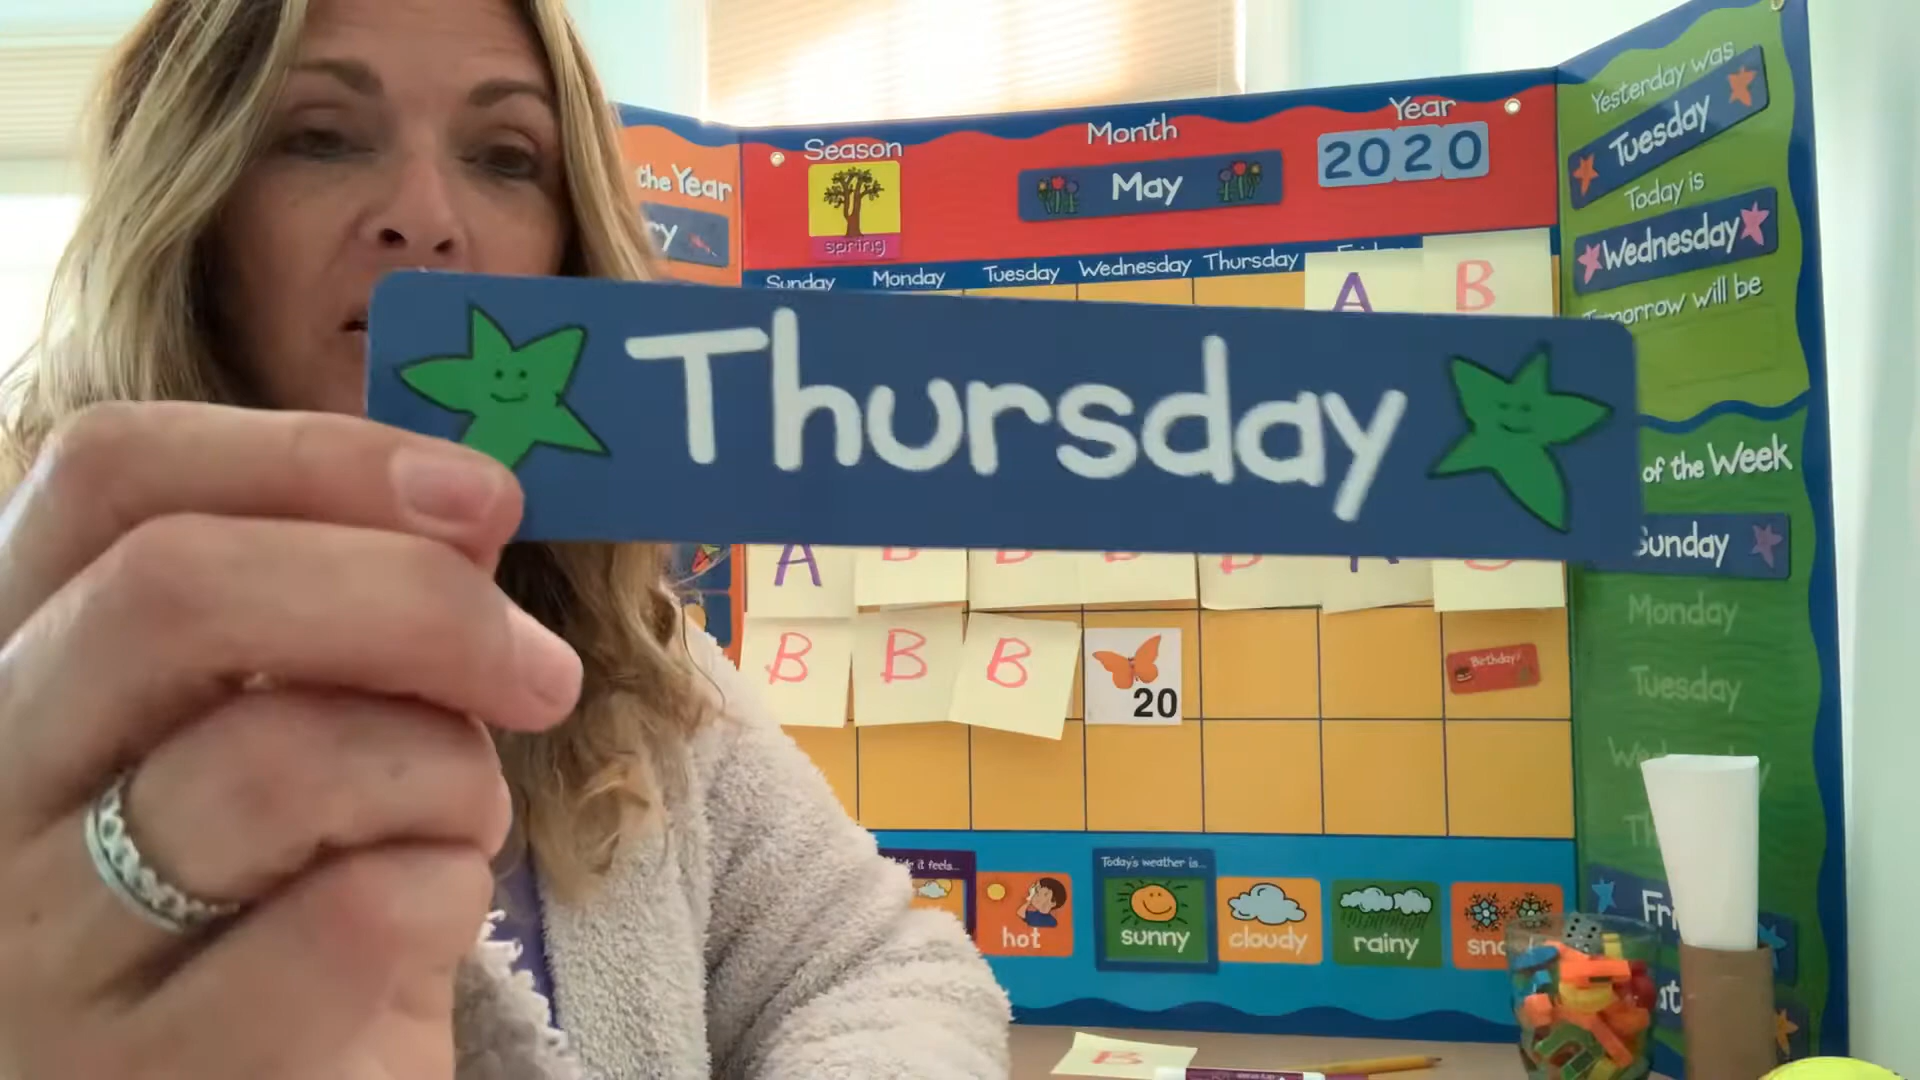 the Year
Season
spring
Month
May
Year
2020
Sunday Monday Tuesday Wednesday Thursday
A B
Thursday
A B B B B A B
B B B 20 Birthday!
it feels...
hot
Today's weather is...
sunny
cloudy
rainy
Yesterday was
Tuesday
Today is
Wednesday
Tomorrow will be
of the Week
Sunday
Monday
Tuesday
B